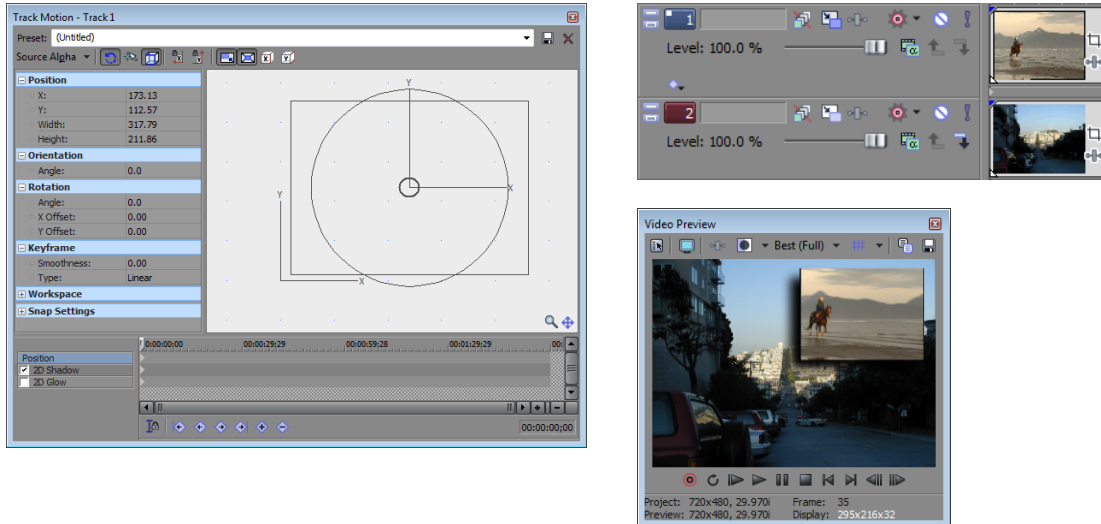 Track Motion - Track 1
Preset: (Untitled)
Source Alpha
Position
X: 173.13
Y: 112.57
Width: 317.79
Height: 211.86
Orientation
Angle: 0.0
Rotation
Angle: 0.0
X Offset: 0.00
Y Offset: 0.00
Keyframe
Smoothness: 0.00
Type: Linear
Workspace
Snap Settings
Y
X
Y
X
0:00:00:00 00:00:29;29 00:00:59;28 00:01:29;29 00:
Position
2D Shadow
2D Glow
00:00:00;00
1
Level: 100.0 %
2
Level: 100.0 %
Video Preview
Best (Full)
Project: 720x480, 29.970i Frame: 35
Preview: 720x480, 29.970i Display: 295x216x32